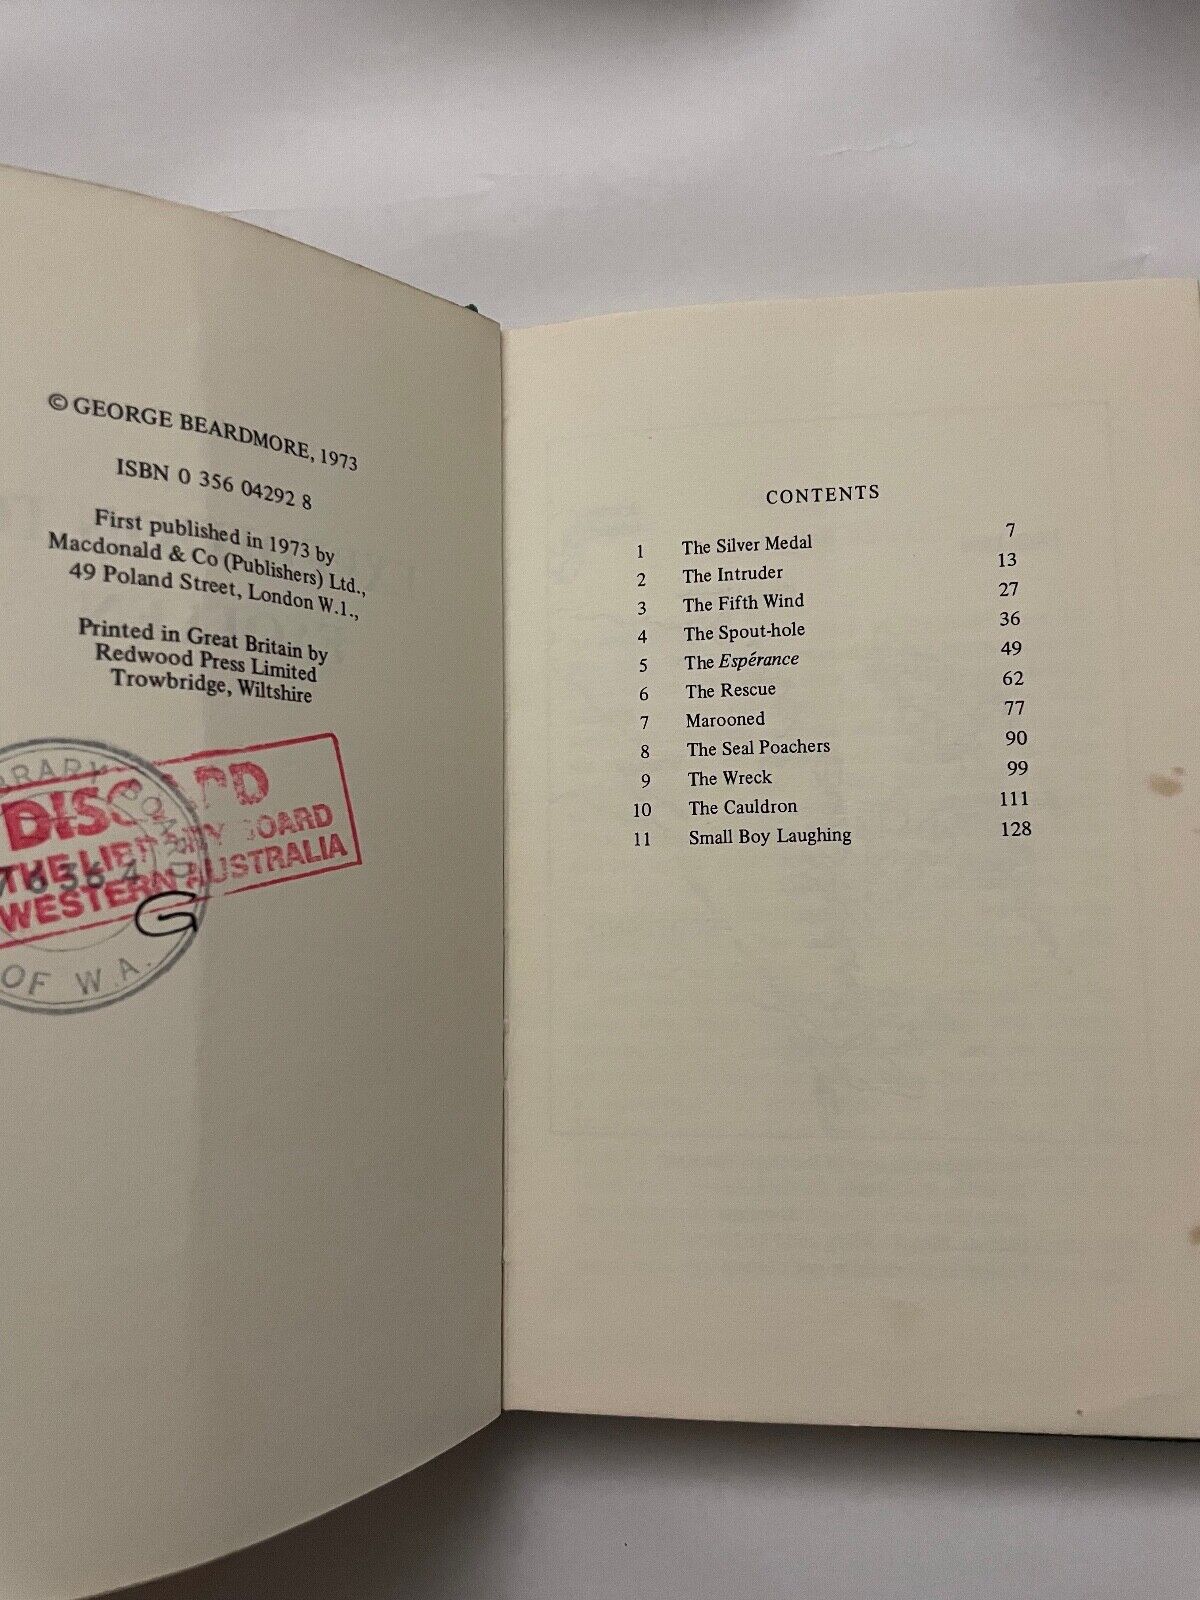 © GEORGE BEARDMORE, 1973
ISBN 0 356 04292 8
First published in 1973 by
Macdonald & Co (Publishers) Ltd.,
49 Poland Street, London W.1.,
Printed in Great Britain by
Redwood Press Limited
Trowbridge, Wiltshire
BOARD
OF W.A.
THE
WESTERN AUSTRALIA
BOARD
G
CONTENTS
1 The Silver Medal 7
2 The Intruder 13
3 The Fifth Wind 27
4 The Spout-hole 36
5 The Espérance 49
6 The Rescue 62
7 Marooned 77
8 The Seal Poachers 90
9 The Wreck 99
10 The Cauldron 111
11 Small Boy Laughing 128